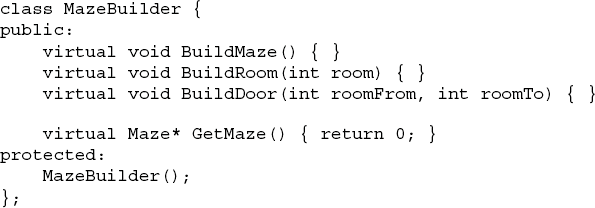 class MazeBuilder {
public:
    virtual void BuildMaze() { }
    virtual void BuildRoom(int room) { }
    virtual void BuildDoor(int roomFrom, int roomTo) { }

    virtual Maze* GetMaze() { return 0; }
protected:
    MazeBuilder();
};